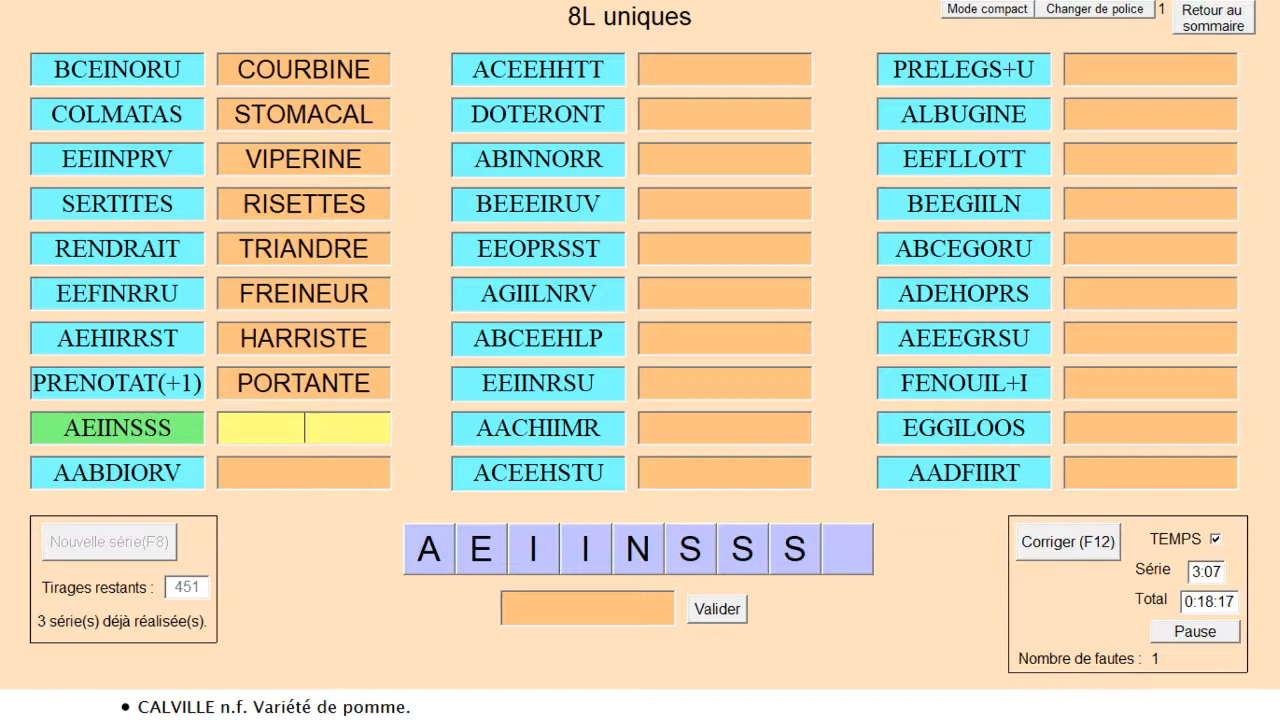 8L uniques
Mode compact
Changer de police
1
Retour au
sommaire
BCEINORU COURBINE
COLMATAS STOMACAL
EEIINPRV VIPERINE
SERTITES RISETTES
RENDRAIT TRIANDRE
EEFINRRU FREINEUR
AEHIRRST HARRISTE
PRENOTAT(+1) PORTANTE
AEIINSSS
AABDIORV
ACEEHHTT
DOTERONT
ABINNORR
BEEEIRUV
EEOPRSST
AGIILNRV
ABCEEHLP
EEIINRSU
AACHIIMR
ACEEHSTU
PRELEGS+U
ALBUGINE
EEFLLOTT
BEEGIILN
ABCEGORU
ADEHOPRS
AEEEGRSU
FENOUIL+I
EGGILOOS
AADFIIRT
Nouvelle série(F8)
Tirages restants : 451
3 série(s) déjà réalisée(s).
A E I I N S S S
Valider
Corriger (F12)
TEMPS
Série 3:07
Total 0:18:17
Pause
Nombre de fautes : 1
• CALVILLE n.f. Variété de pomme.